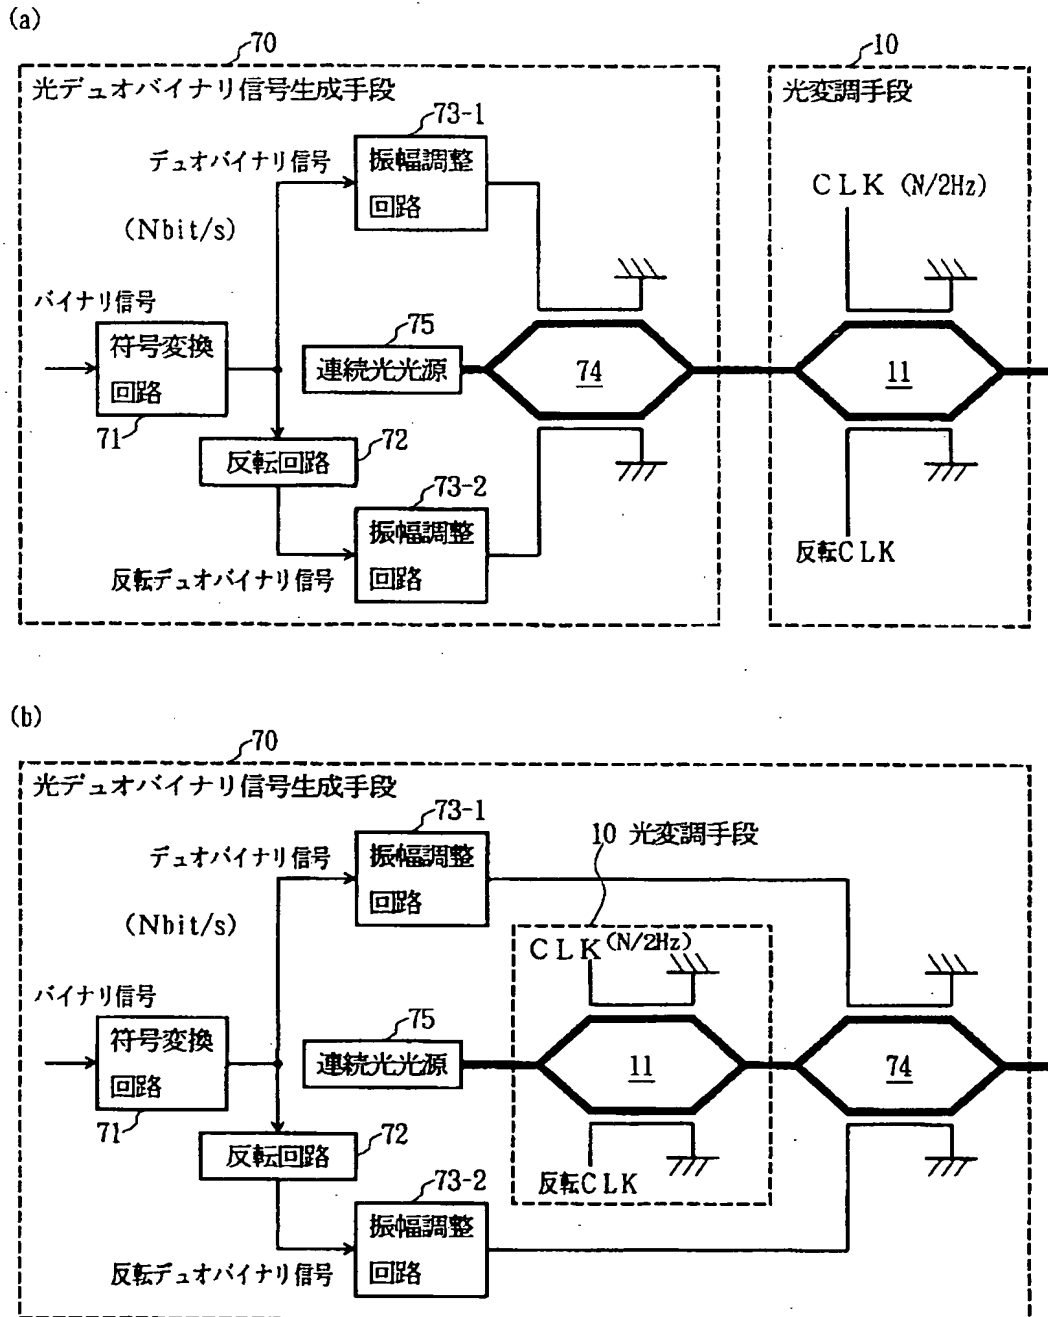 (a)
70
10
光デュオバイナリ信号生成手段
光変調手段
73-1
デュオバイナリ信号
振幅調整
回路
CLK (N/2Hz)
(Nbit/s)
バイナリ信号
75
符号変換
回路
連続光光源
74
11
71
72
反転回路
73-2
振幅調整
回路
反転CLK
反転デュオバイナリ信号
(b)
70
光デュオバイナリ信号生成手段
73-1
10 光変調手段
デュオバイナリ信号
振幅調整
回路
(Nbit/s)
CLK (N/2Hz)
バイナリ信号
75
符号変換
回路
連続光光源
11
74
71
72
反転回路
73-2
反転CLK
振幅調整
回路
反転デュオバイナリ信号